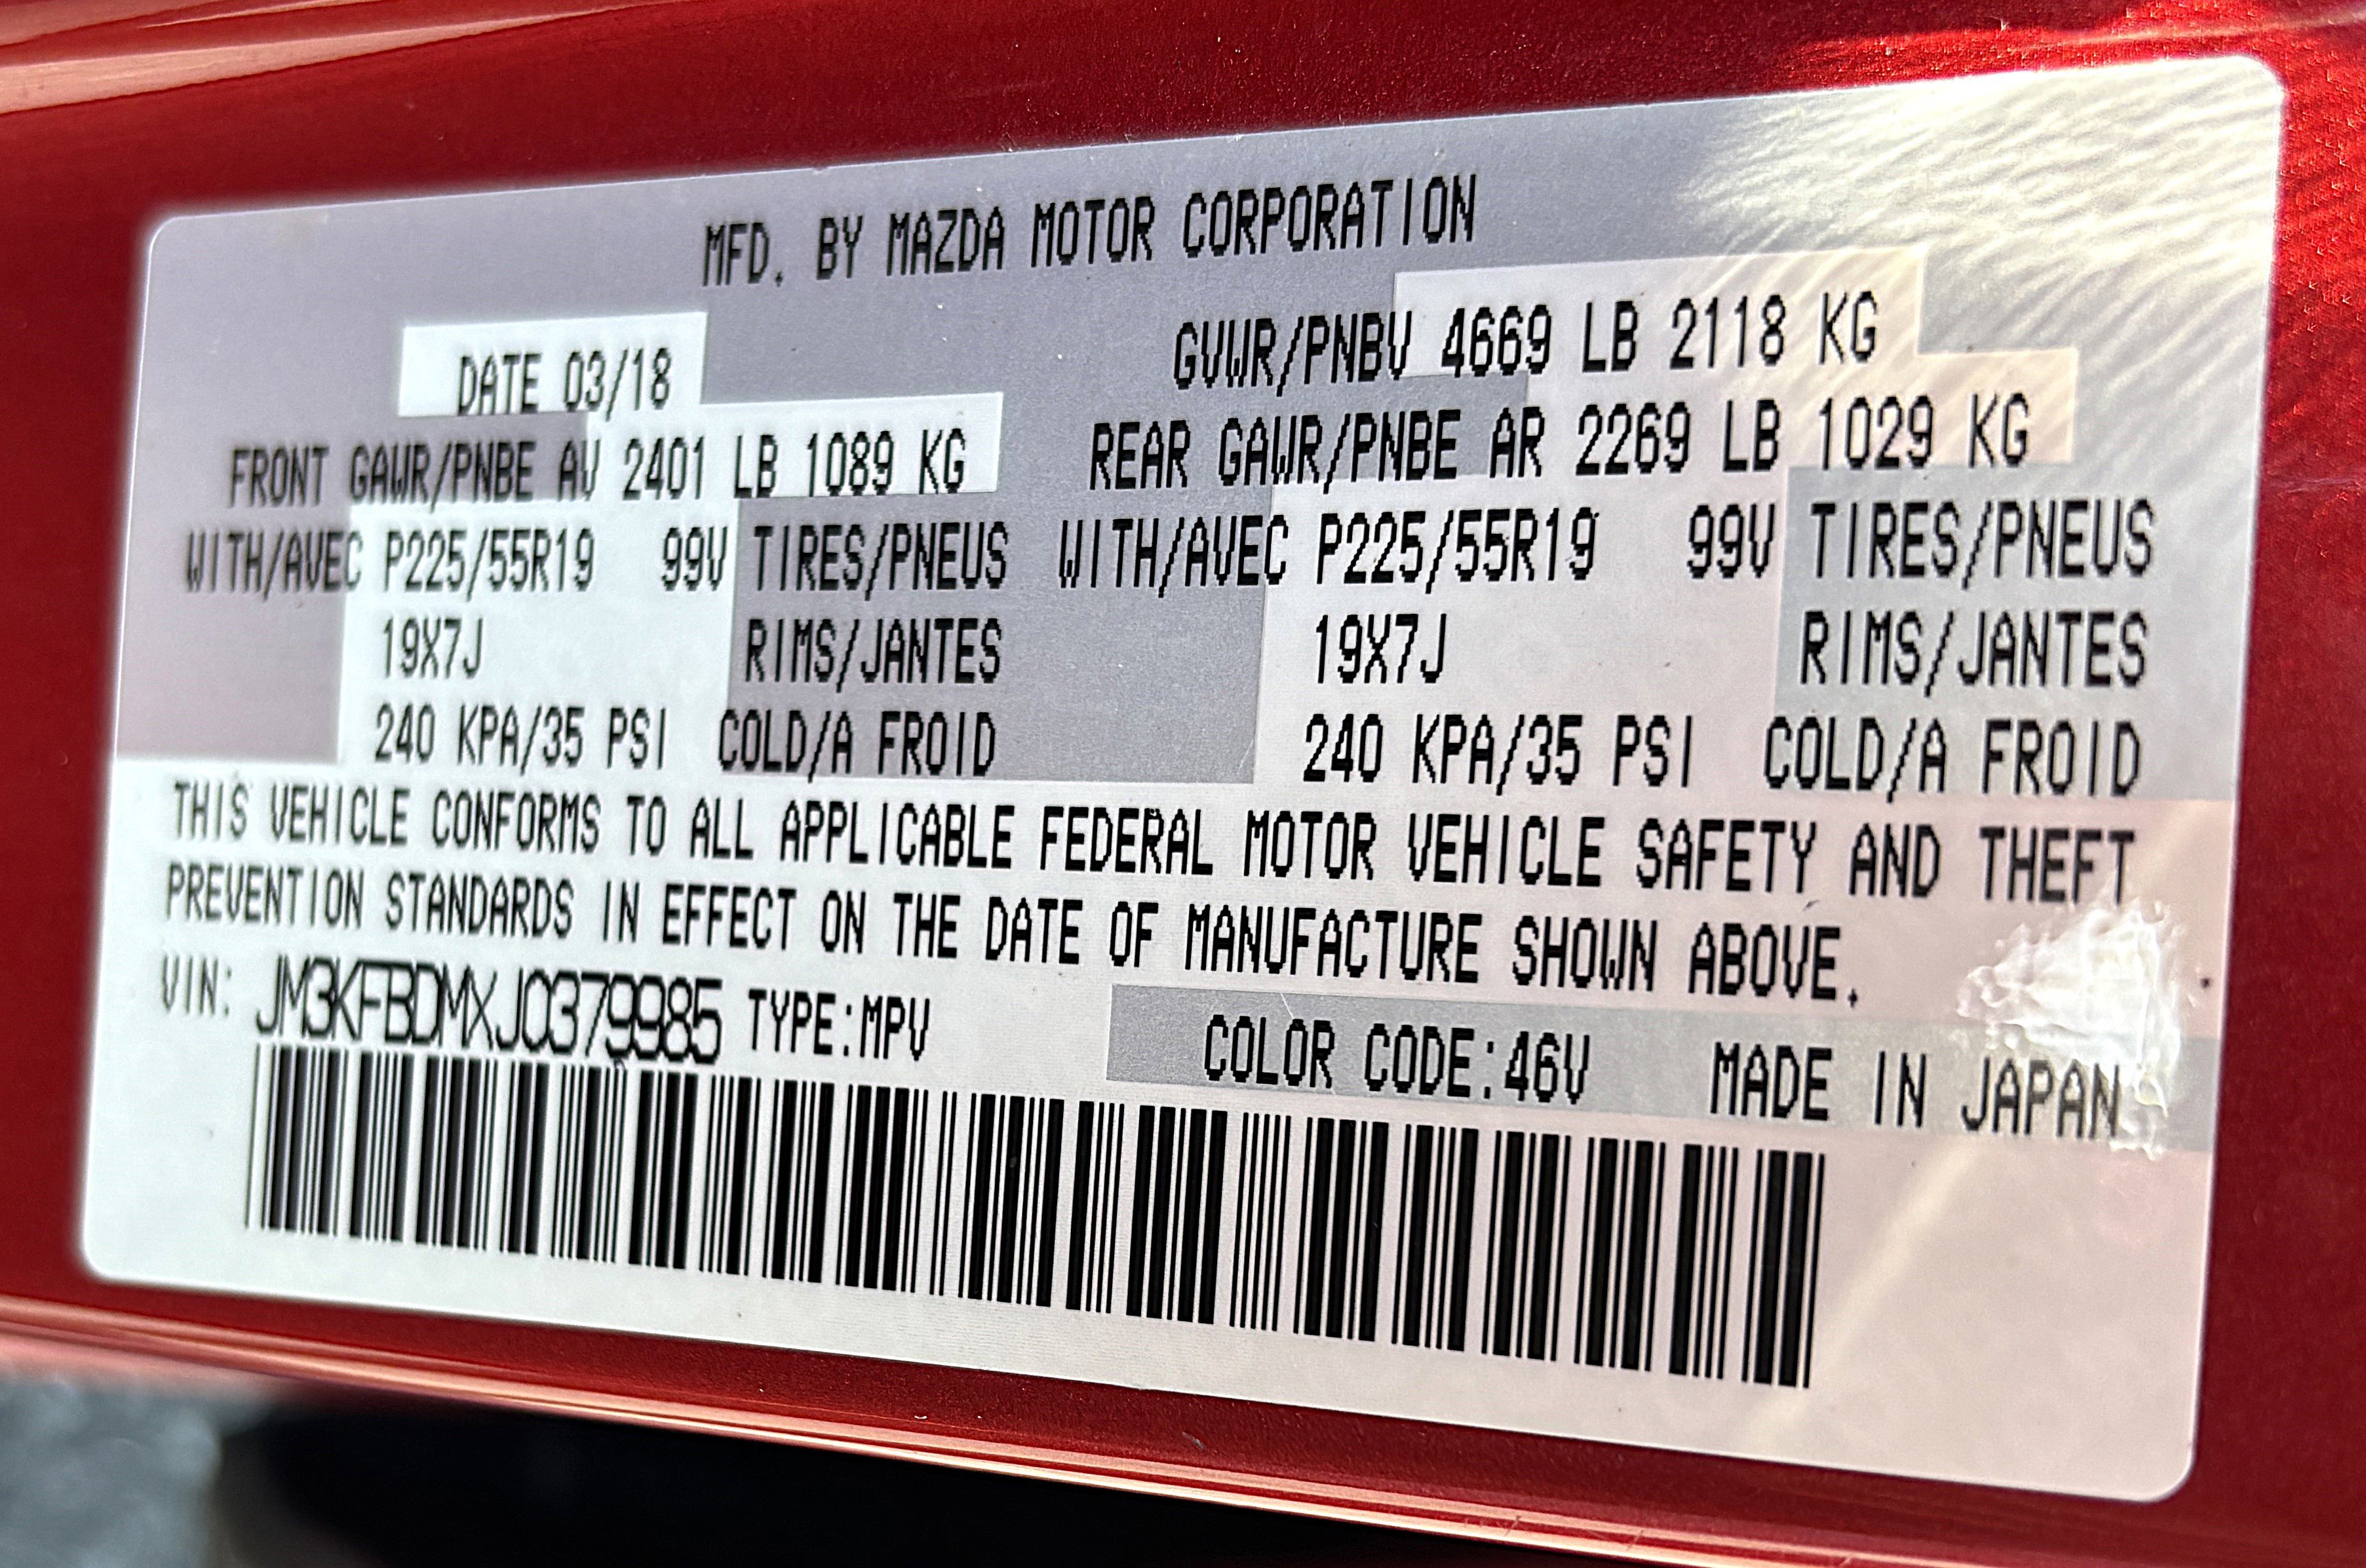 MFD. BY MAZDA MOTOR CORPORATION
DATE 03/18 GVWR/PNBV 4669 LB 2118 KG
FRONT GAWR/PNBE AV 2401 LB 1089 KG REAR GAWR/PNBE AR 2269 LB 1029 KG
WITH/AVEC P225/55R19 99V TIRES/PNEUS WITH/AVEC P225/55R19 99V TIRES/PNEUS
19X7J RIMS/JANTES 19X7J RIMS/JANTES
240 KPA/35 PSI COLD/A FROID 240 KPA/35 PSI COLD/A FROID
THIS VEHICLE CONFORMS TO ALL APPLICABLE FEDERAL MOTOR VEHICLE SAFETY AND THEFT
PREVENTION STANDARDS IN EFFECT ON THE DATE OF MANUFACTURE SHOWN ABOVE.
VIN: JM3KFBDMXJ0379985 TYPE:MPV COLOR CODE:46V MADE IN JAPAN